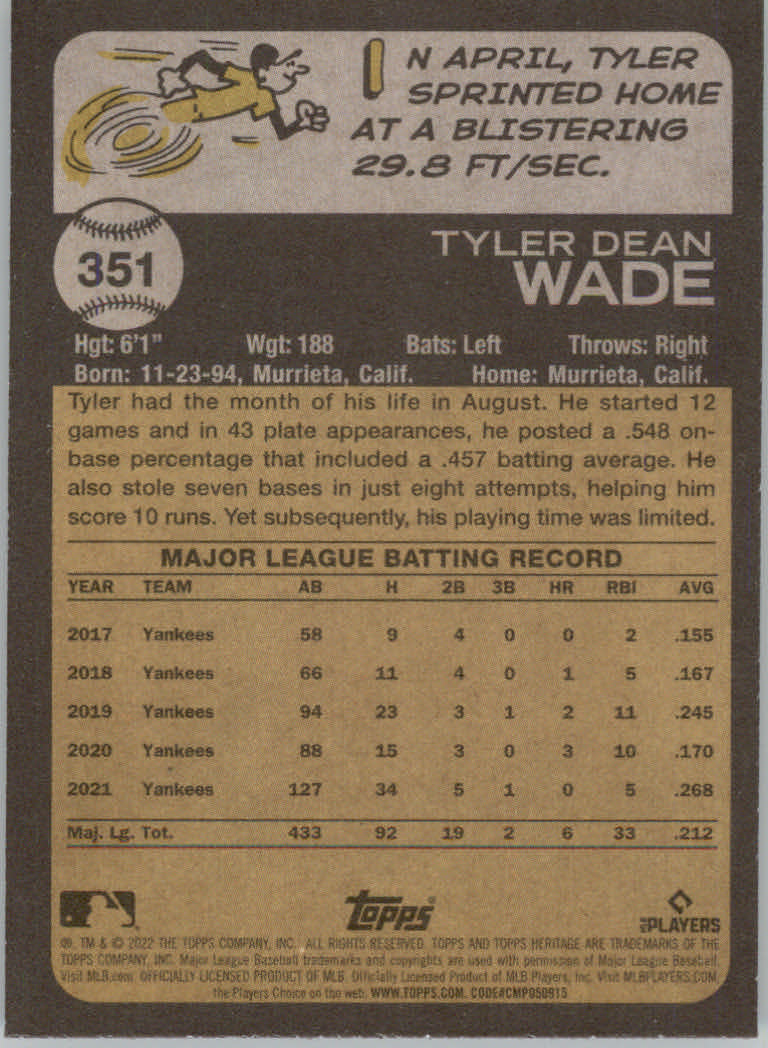 IN APRIL, TYLER
SPRINTED HOME
AT A BLISTERING
29.8 FT/SEC.
351
TYLER DEAN
WADE
Hgt: 6'1" Wgt: 188 Bats: Left Throws: Right
Born: 11-23-94, Murrieta, Calif. Home: Murrieta, Calif.
Tyler had the month of his life in August. He started 12
games and in 43 plate appearances, he posted a .548 on-
base percentage that included a .457 batting average. He
also stole seven bases in just eight attempts, helping him
score 10 runs. Yet subsequently, his playing time was limited.
MAJOR LEAGUE BATTING RECORD
YEAR TEAM AB H 2B 3B HR RBI AVG
2017 Yankees 58 9 4 0 0 2 .155
2018 Yankees 66 11 4 0 1 5 .167
2019 Yankees 94 23 3 1 2 11 .245
2020 Yankees 88 15 3 0 3 10 .170
2021 Yankees 127 34 5 1 0 5 .268
Maj. Lg. Tot. 433 92 19 2 6 33 .212
topps
MLB PLAYERS
®, TM & © 2022 THE TOPPS COMPANY, INC. ALL RIGHTS RESERVED. TOPPS AND TOPPS HERITAGE ARE TRADEMARKS OF THE
TOPPS COMPANY, INC. Major League Baseball trademarks and copyrights are used with permission of Major League Baseball.
Visit MLB.com. OFFICIALLY LICENSED PRODUCT OF MLB. Officially Licensed Product of MLB Players, Inc. Visit MLBPLAYERS.COM,
the Players Choice on the web. WWW.TOPPS.COM. CODE#CMP050915